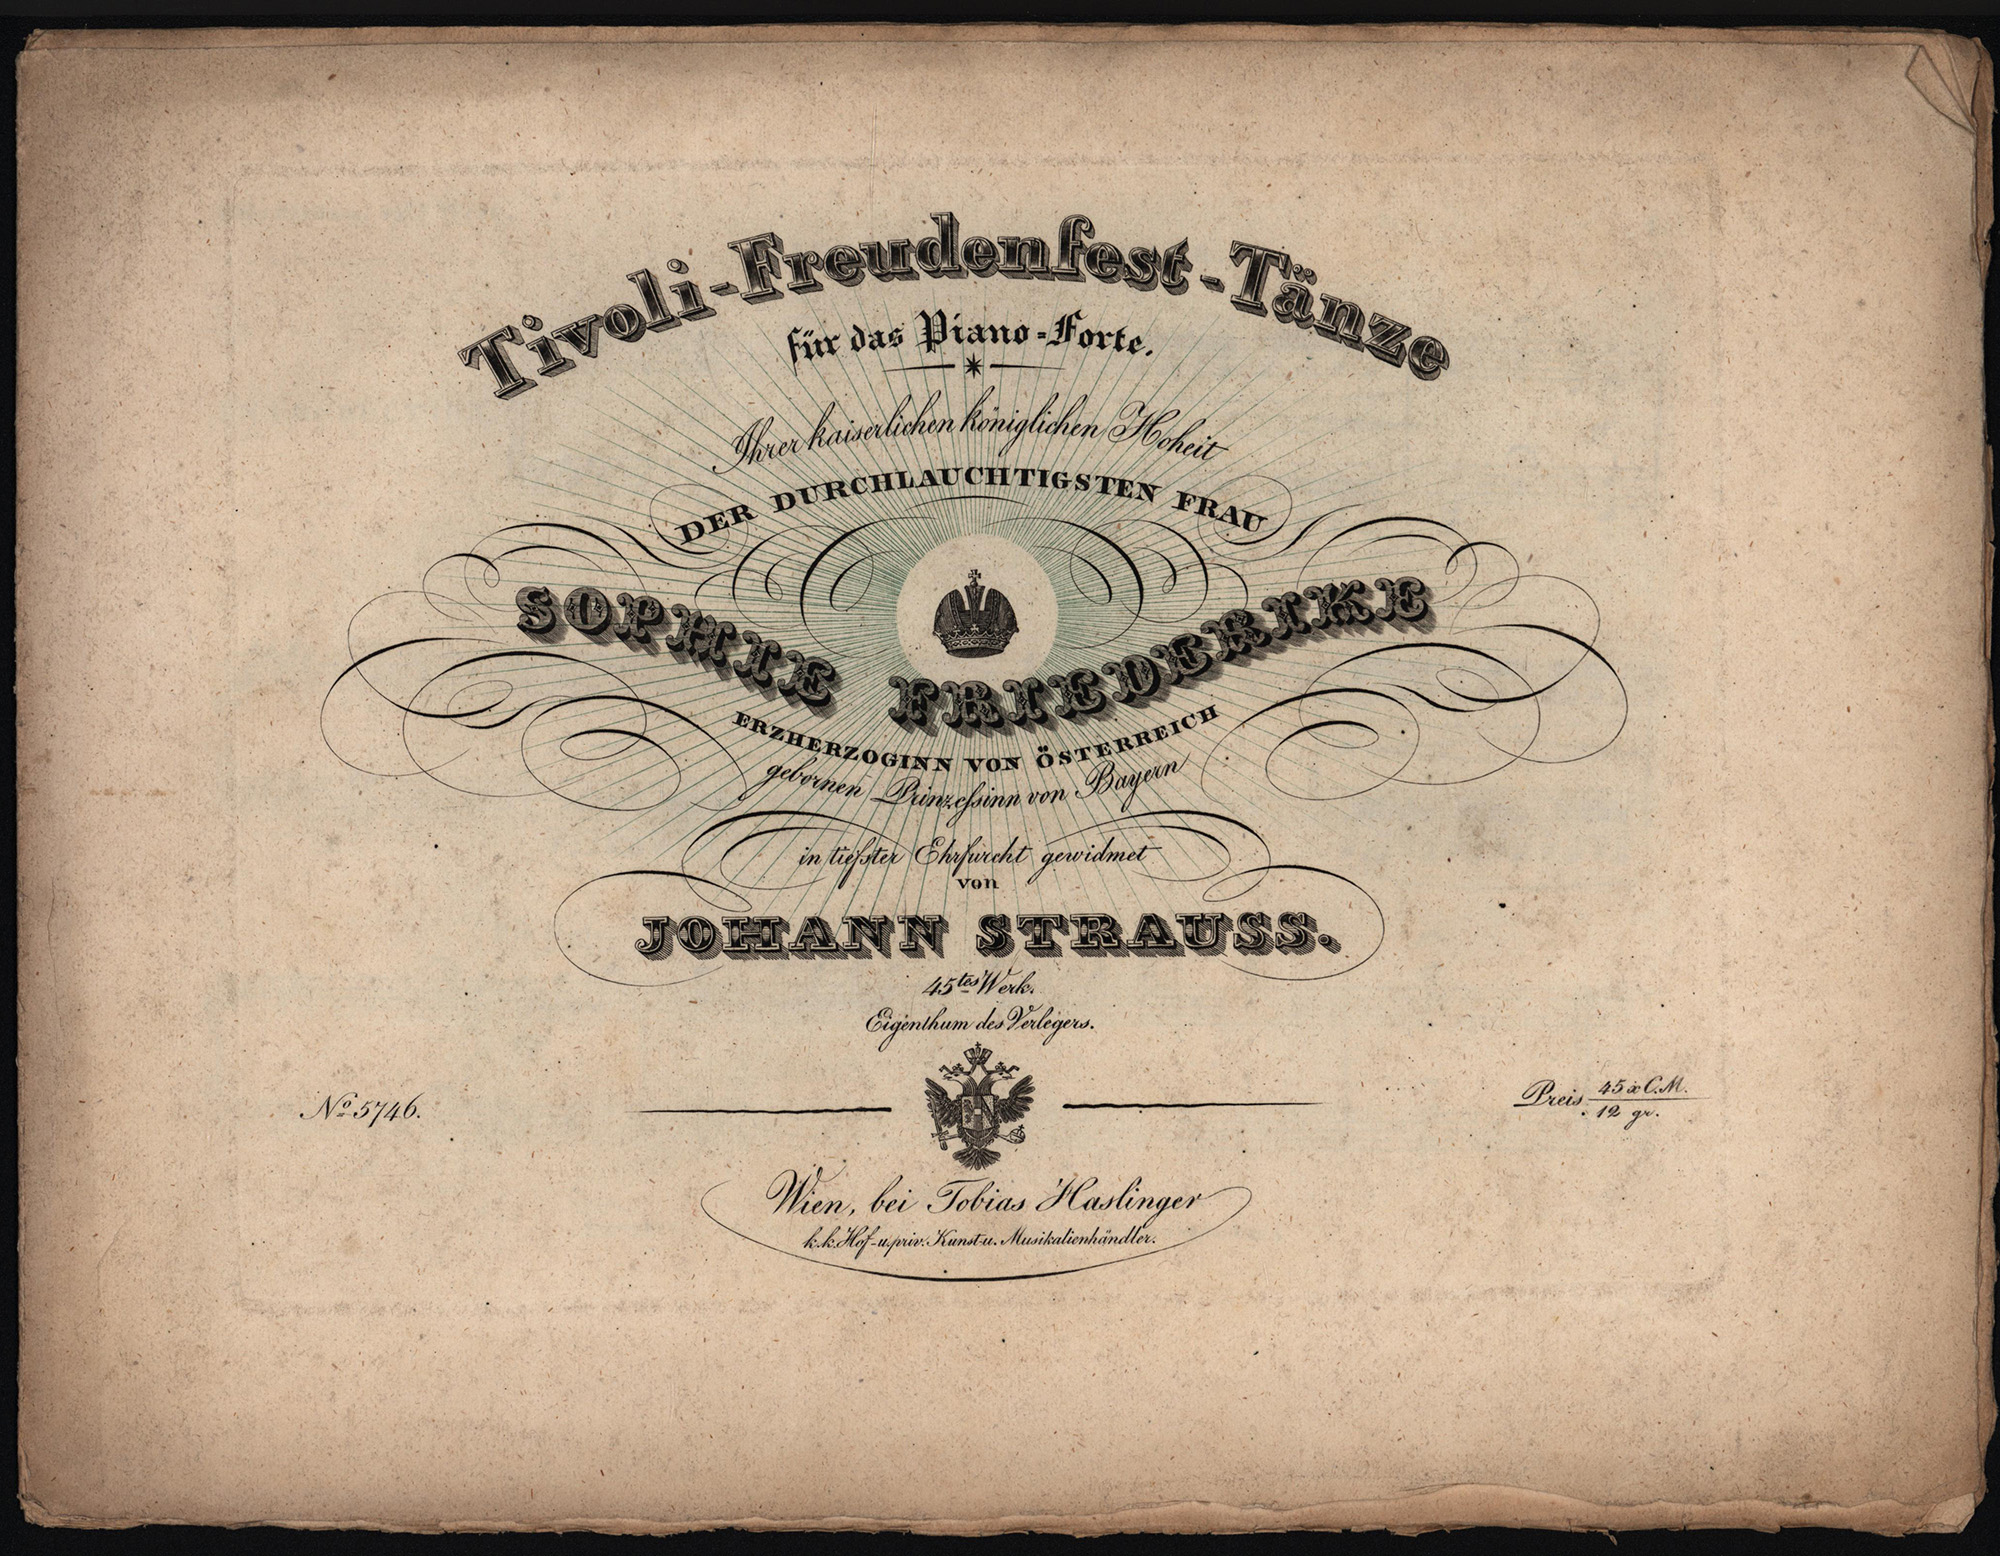 Tivoli-Freudenfest-Tänze
für das Piano=Forte.
Ihrer kaiserlichen königlichen Hoheit
DER DURCHLAUCHTIGSTEN FRAU
SOPHIE FRIEDERIKE
ERZHERZOGINN VON ÖSTERREICH
gebornen Prinzeſsinn von Bayern
in tiefster Ehrfurcht gewidmet
von
JOHANN STRAUSS.
45tes Werk.
Eigenthum des Verlegers.
No 5746.
Preis 45 x C.M.
12 gr.
Wien, bei Tobias Haslinger
k.k. Hof-u. priv. Kunst-u. Musikalienhändler.